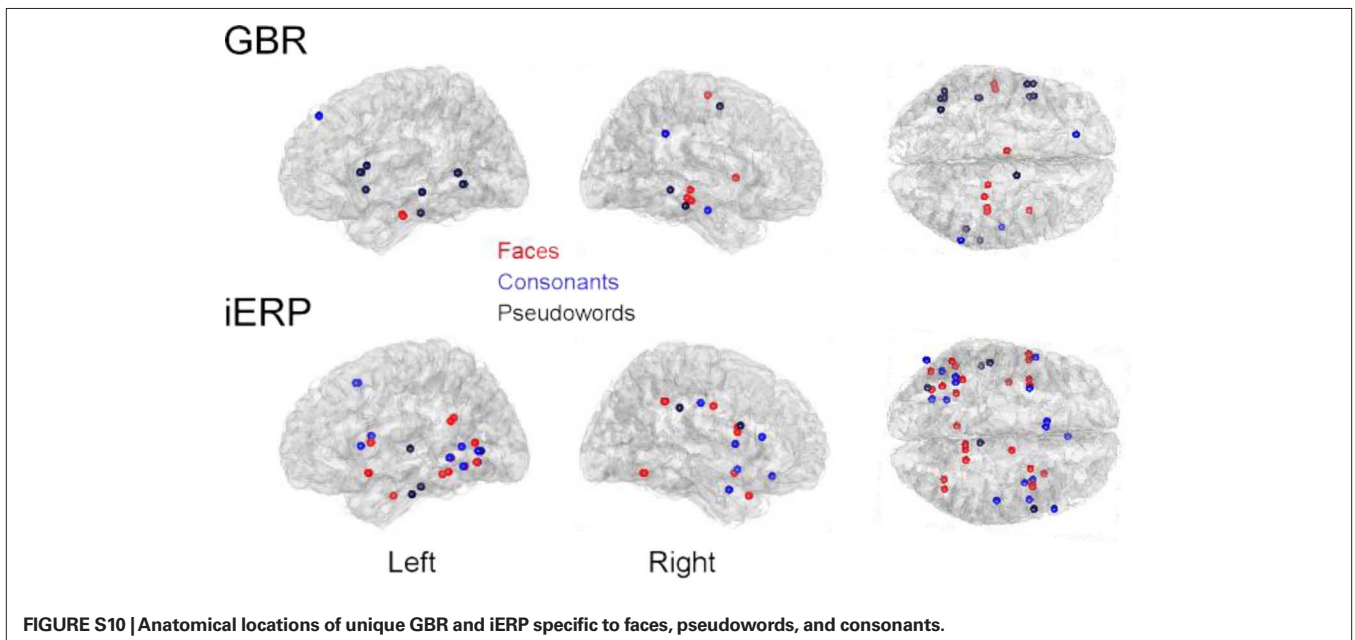 GBR
Faces
Consonants
Pseudowords
iERP
Left
Right
FIGURE S10 | Anatomical locations of unique GBR and iERP specific to faces, pseudowords, and consonants.